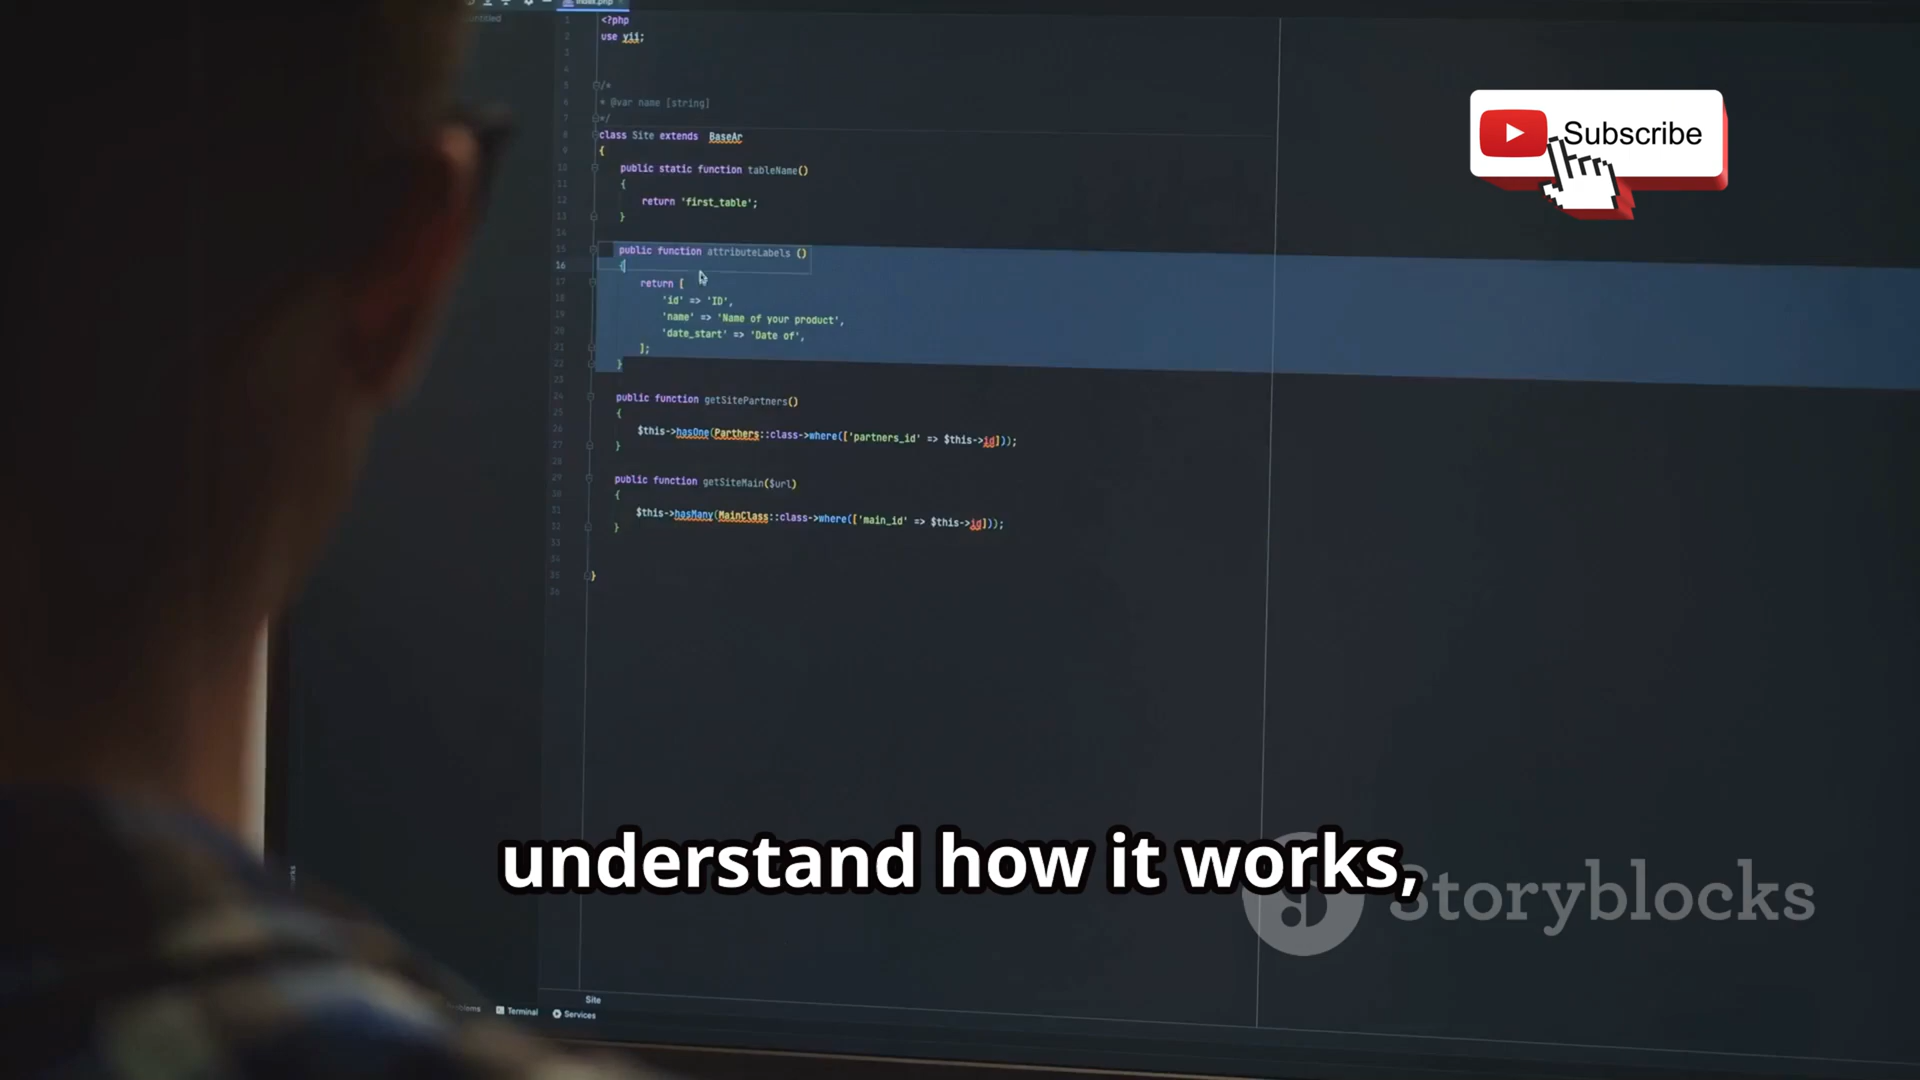 index.php
untitled
<?php
use yii;
/*
* @var name [string]
*/
class Site extends BaseAr
{
public static function tableName()
{
return 'first_table';
}
public function attributeLabels ()
{
return [
'id' => 'ID',
'name' => 'Name of your product',
'date_start' => 'Date of',
];
}
public function getSitePartners()
{
$this->hasOne(Parthers::class->where(['partners_id' => $this->id]));
}
public function getSiteMain($url)
{
$this->hasMany(MainClass::class->where(['main_id' => $this->id]));
}
}
Subscribe
understand how it works,
Storyblocks
Site
Terminal
Services